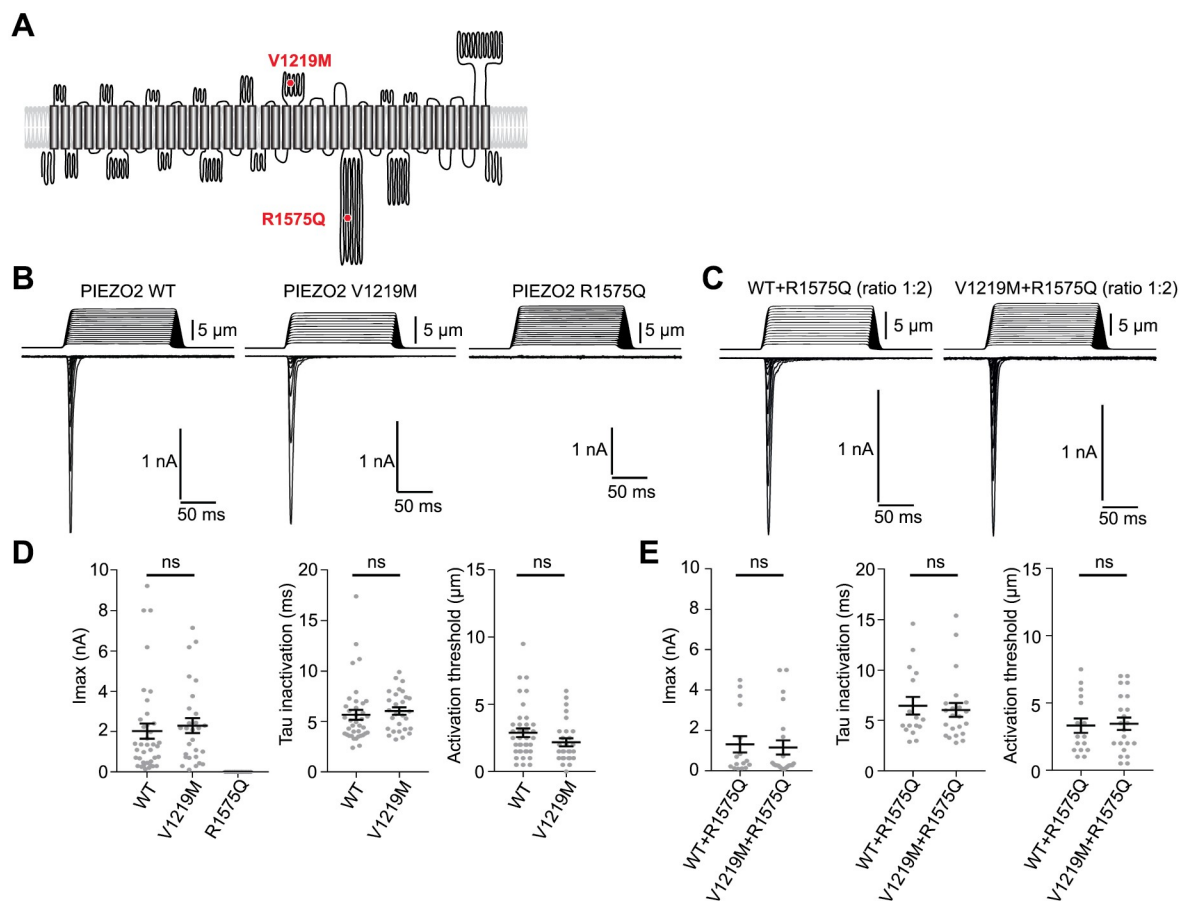 A
V1219M
R1575Q
B
PIEZO2 WT
PIEZO2 V1219M
PIEZO2 R1575Q
5 µm
5 µm
5 µm
1 nA
50 ms
1 nA
50 ms
1 nA
50 ms
C
WT+R1575Q (ratio 1:2)
V1219M+R1575Q (ratio 1:2)
5 µm
5 µm
1 nA
50 ms
1 nA
50 ms
D
ns
Imax (nA)
10
8
6
4
2
0
WT
V1219M
R1575Q
ns
Tau inactivation (ms)
20
15
10
5
0
WT
V1219M
ns
Activation threshold (µm)
15
10
5
0
WT
V1219M
E
ns
Imax (nA)
10
8
6
4
2
0
WT+R1575Q
V1219M+R1575Q
ns
Tau inactivation (ms)
20
15
10
5
0
WT+R1575Q
V1219M+R1575Q
ns
Activation threshold (µm)
15
10
5
0
WT+R1575Q
V1219M+R1575Q